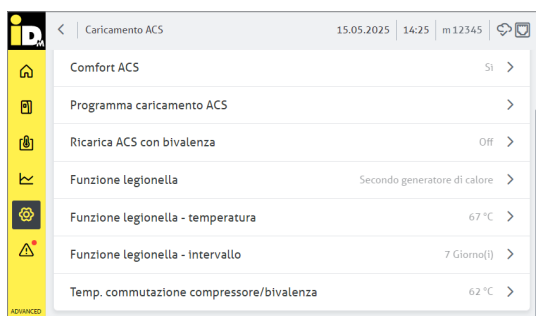 iDM
Caricamento ACS 15.05.2025 14:25 m12345
Comfort ACS Sì
Programma caricamento ACS
Ricarica ACS con bivalenza Off
Funzione legionella Secondo generatore di calore
Funzione legionella - temperatura 67 °C
Funzione legionella - intervallo 7 Giorno(i)
Temp. commutazione compressore/bivalenza 62 °C
ADVANCED